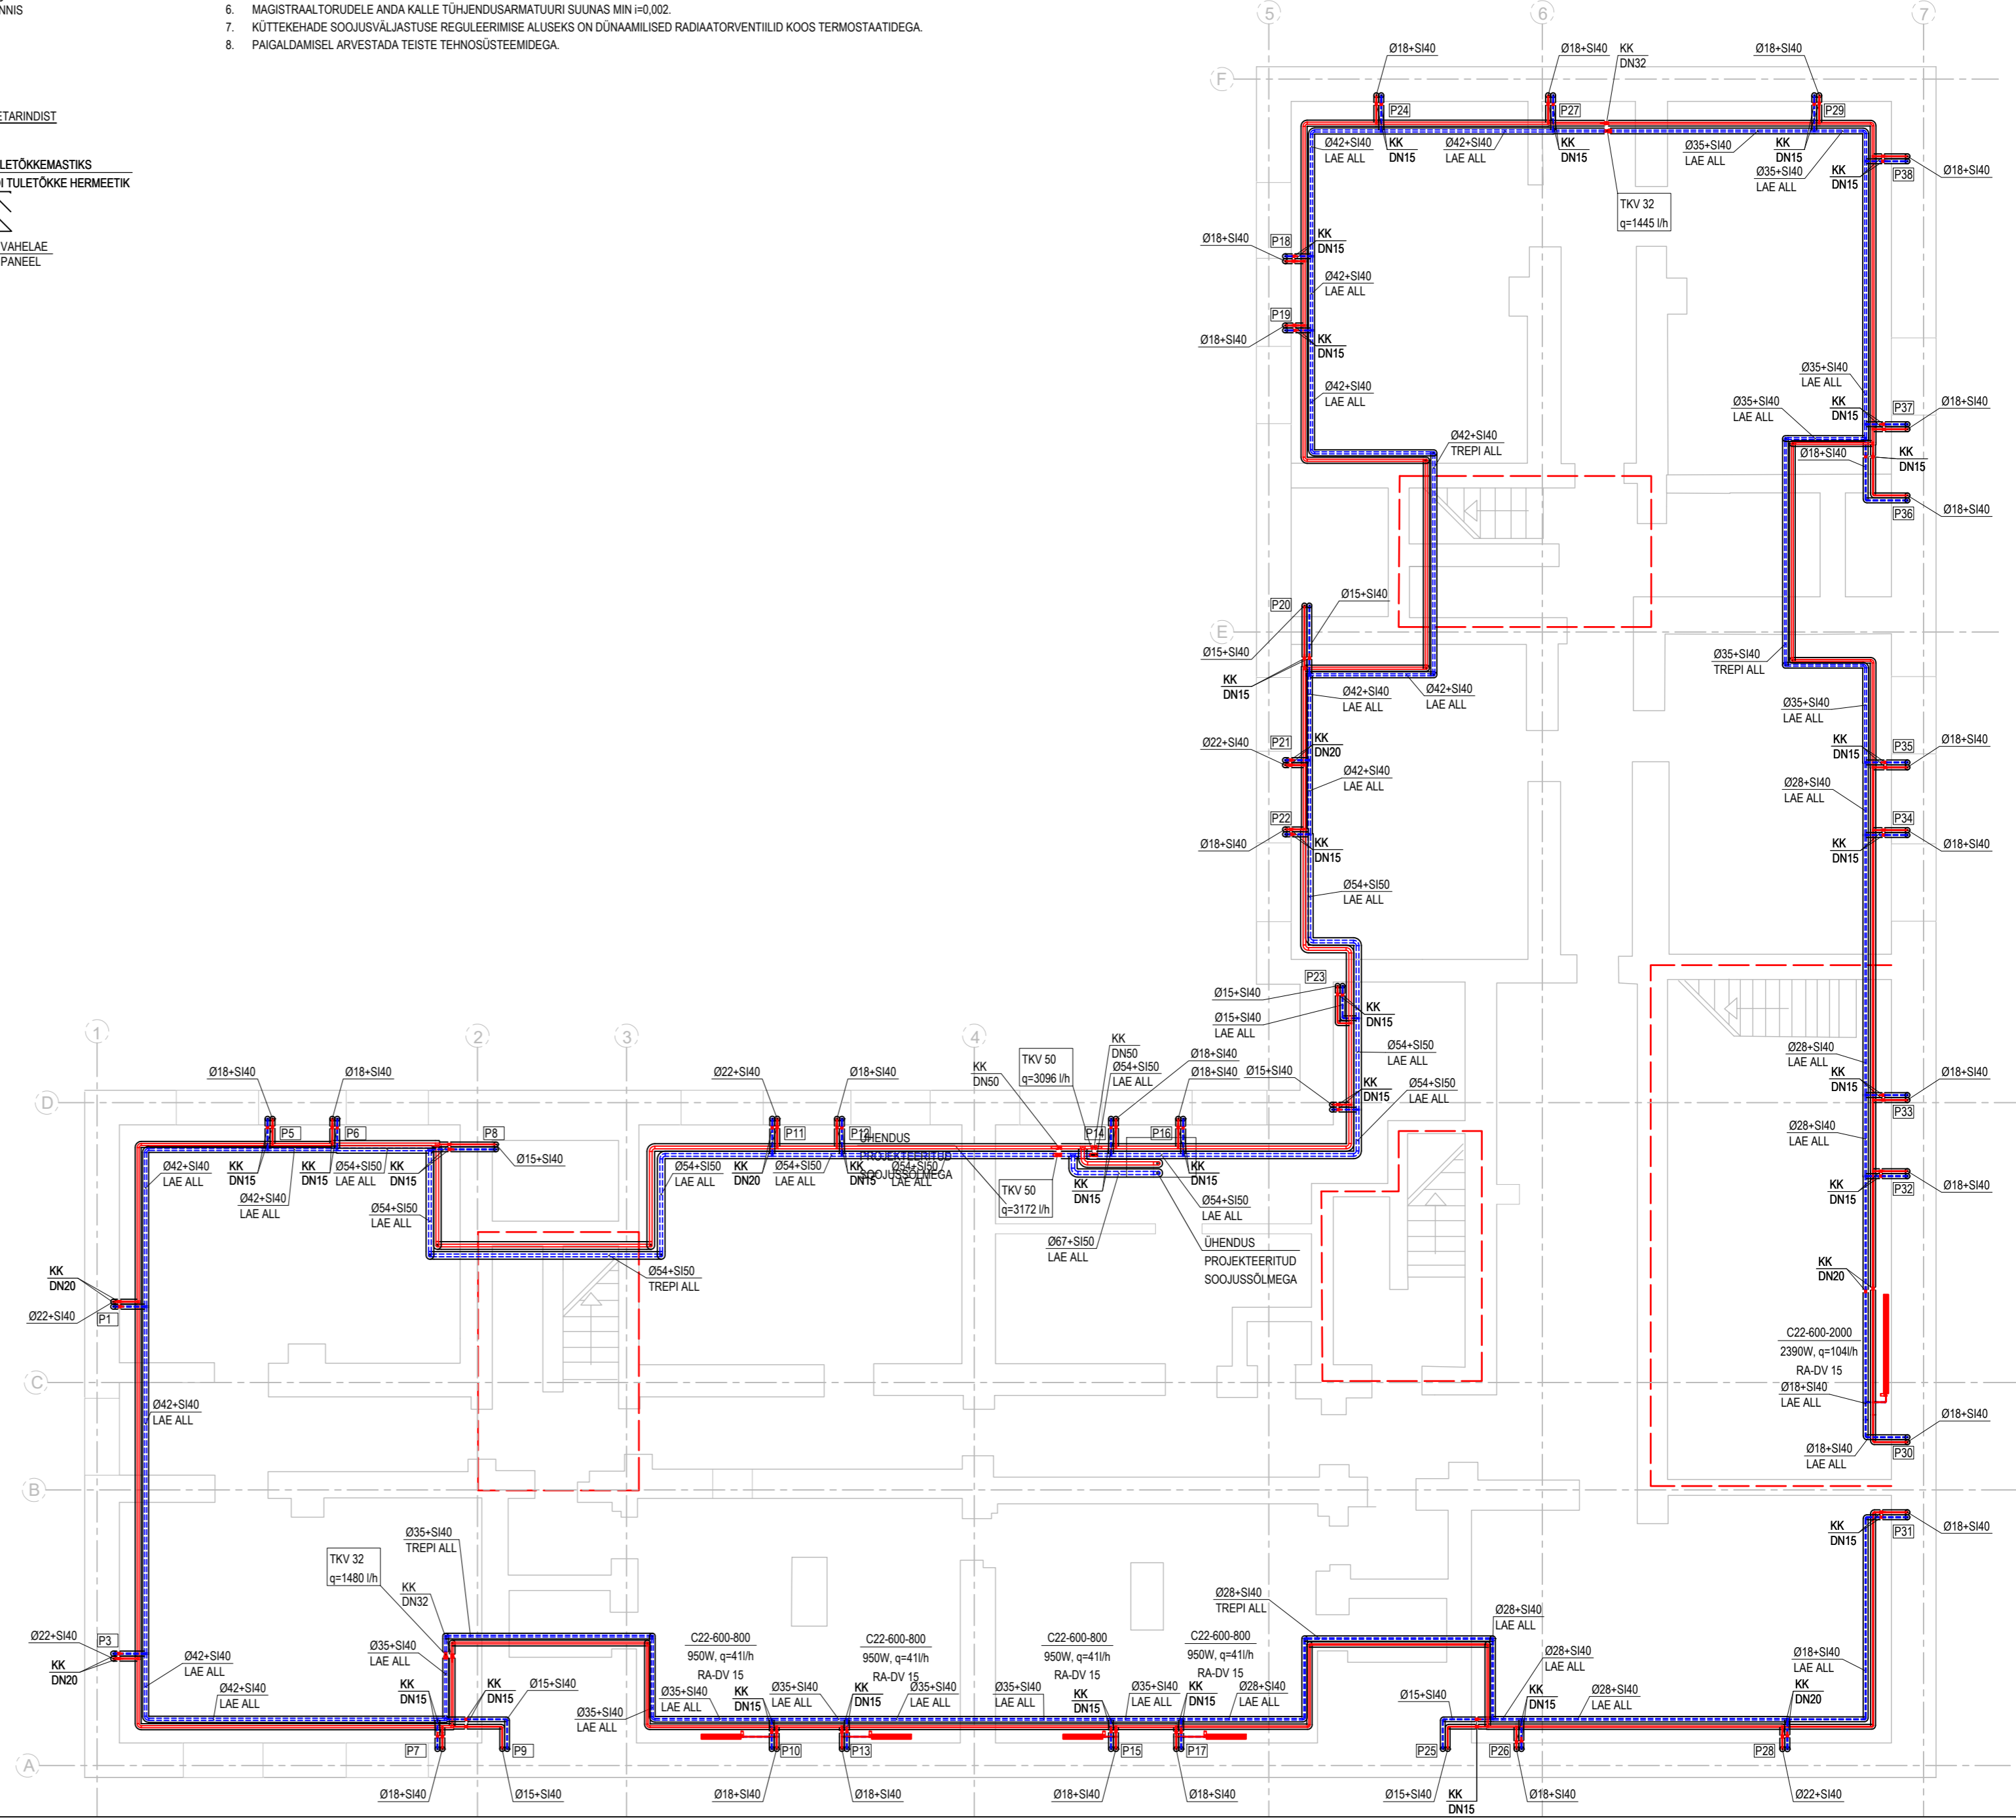 NNIS
6. MAGISTRAALTORUDELE ANDA KALLE TÜHJENDUSARMATUURI SUUNAS MIN i=0,002.
7. KÜTTEKEHADE SOOJUSVÄLJASTUSE REGULEERIMISE ALUSEKS ON DÜNAAMILISED RADIAATORVENTIILID KOOS TERMOSTAATIDEGA.
8. PAIGALDAMISEL ARVESTADA TEISTE TEHNOSÜSTEEMIDEGA.
ETARINDIST
LETÕKKEMASTIKS
I TULETÕKKE HERMEETIK
VAHELAE
PANEEL
5
6
7
F
Ø18+SI40
Ø18+SI40
KK
DN32
Ø18+SI40
P24
P27
P29
Ø42+SI40
LAE ALL
KK
DN15
Ø42+SI40
LAE ALL
KK
DN15
Ø35+SI40
LAE ALL
KK
DN15
Ø35+SI40
LAE ALL
KK
DN15
P38
Ø18+SI40
TKV 32
q=1445 l/h
Ø18+SI40
P18
KK
DN15
Ø42+SI40
LAE ALL
P19
Ø18+SI40
KK
DN15
Ø42+SI40
LAE ALL
Ø35+SI40
LAE ALL
Ø35+SI40
LAE ALL
KK
DN15
P37
Ø18+SI40
Ø42+SI40
TREPI ALL
Ø18+SI40
KK
DN15
Ø18+SI40
P36
P20
Ø15+SI40
E
Ø15+SI40
KK
DN15
Ø35+SI40
TREPI ALL
Ø42+SI40
LAE ALL
Ø42+SI40
LAE ALL
Ø35+SI40
LAE ALL
P21
Ø22+SI40
KK
DN20
KK
DN15
P35
Ø18+SI40
Ø42+SI40
LAE ALL
Ø28+SI40
LAE ALL
P22
Ø18+SI40
KK
DN15
KK
DN15
P34
Ø18+SI40
Ø54+SI50
LAE ALL
P23
Ø15+SI40
Ø15+SI40
LAE ALL
KK
DN15
1
2
3
4
Ø54+SI50
LAE ALL
Ø28+SI40
LAE ALL
KK
DN50
TKV 50
q=3096 l/h
KK
DN50
Ø54+SI50
LAE ALL
Ø18+SI40
Ø18+SI40
Ø15+SI40
KK
DN15
Ø54+SI50
LAE ALL
KK
DN15
Ø18+SI40
P33
Ø18+SI40
Ø18+SI40
Ø22+SI40
Ø18+SI40
D
Ø28+SI40
LAE ALL
P5
P6
P8
P11
P12
P14
P16
ÜHENDUS
PROJEKTEERITUD
SOOJUSSÕLMEGA
Ø15+SI40
Ø42+SI40
LAE ALL
KK
DN15
Ø42+SI40
LAE ALL
KK
DN15
Ø54+SI50
LAE ALL
KK
DN15
Ø54+SI50
LAE ALL
KK
DN20
Ø54+SI50
LAE ALL
KK
DN15
Ø54+SI50
LAE ALL
KK
DN15
KK
DN15
TKV 50
q=3172 l/h
Ø54+SI50
LAE ALL
KK
DN15
P32
Ø18+SI40
Ø54+SI50
LAE ALL
Ø67+SI50
LAE ALL
ÜHENDUS
PROJEKTEERITUD
SOOJUSSÕLMEGA
Ø54+SI50
TREPI ALL
KK
DN20
KK
DN20
Ø22+SI40
P1
C22-600-2000
2390W, q=104l/h
RA-DV 15
C
Ø18+SI40
LAE ALL
Ø42+SI40
LAE ALL
Ø18+SI40
P30
Ø18+SI40
LAE ALL
B
KK
DN15
P31
Ø18+SI40
Ø35+SI40
TREPI ALL
TKV 32
q=1480 l/h
KK
DN32
Ø28+SI40
TREPI ALL
Ø28+SI40
LAE ALL
Ø22+SI40
P3
KK
DN20
Ø42+SI40
LAE ALL
Ø35+SI40
LAE ALL
C22-600-800
950W, q=41l/h
RA-DV 15
C22-600-800
950W, q=41l/h
RA-DV 15
C22-600-800
950W, q=41l/h
RA-DV 15
C22-600-800
950W, q=41l/h
RA-DV 15
Ø28+SI40
LAE ALL
Ø18+SI40
LAE ALL
Ø42+SI40
LAE ALL
KK
DN15
KK
DN15
Ø15+SI40
Ø35+SI40
LAE ALL
Ø35+SI40
LAE ALL
KK
DN15
Ø35+SI40
LAE ALL
KK
DN15
Ø35+SI40
LAE ALL
Ø35+SI40
LAE ALL
KK
DN15
Ø35+SI40
LAE ALL
KK
DN15
Ø28+SI40
LAE ALL
Ø15+SI40
KK
DN15
Ø28+SI40
LAE ALL
KK
DN20
P7
P9
P10
P13
P15
P17
P25
P26
P28
A
Ø18+SI40
Ø15+SI40
Ø18+SI40
Ø18+SI40
Ø18+SI40
Ø18+SI40
Ø15+SI40
KK
DN15
Ø18+SI40
Ø22+SI40